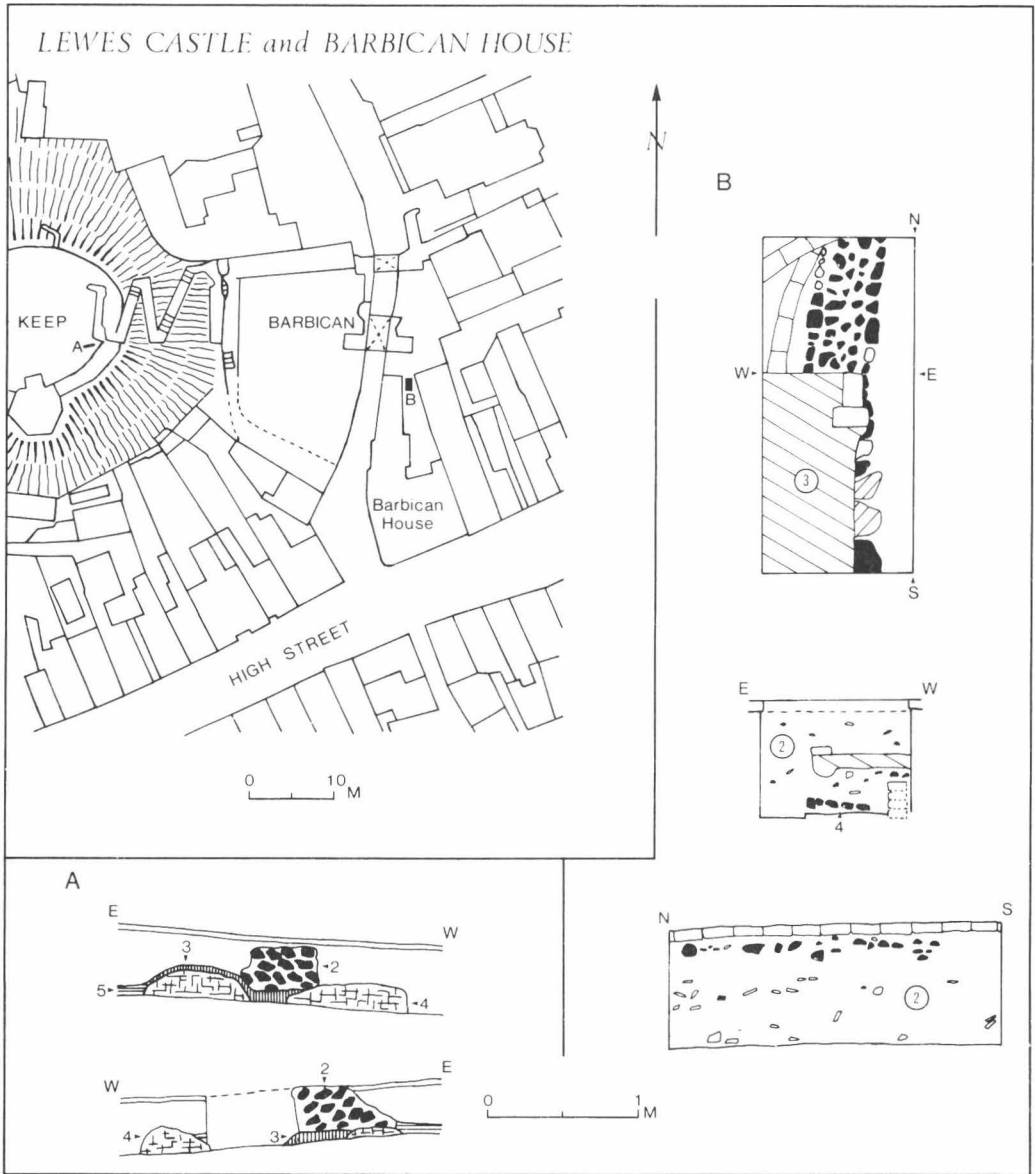 LEWES CASTLE and BARBICAN HOUSE
N
KEEP
A
BARBICAN
B
Barbican
House
HIGH STREET
0 10
M
B
N
W E
3
S
E W
2
4
N S
2
A
E
W
3
2
5
4
W 2 E
4
3
0 1
M